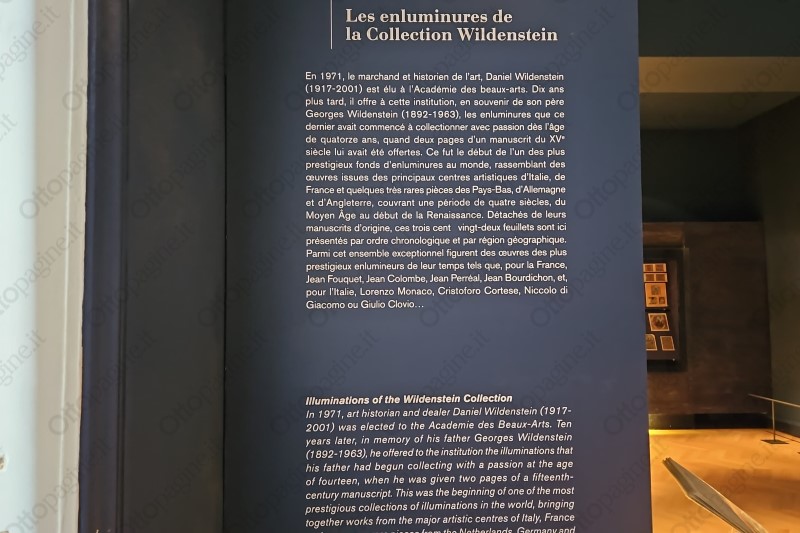 Les enluminures de
la Collection Wildenstein
En 1971, le marchand et historien de l'art, Daniel Wildenstein
(1917-2001) est élu à l'Académie des beaux-arts. Dix ans
plus tard, il offre à cette institution, en souvenir de son père
Georges Wildenstein (1892-1963), les enluminures que ce
dernier avait commencé à collectionner avec passion dès l'âge
de quatorze ans, quand deux pages d'un manuscrit du XVe
siècle lui avait été offertes. Ce fut le début de l'un des plus
prestigieux fonds d'enluminures au monde, rassemblant des
œuvres issues des principaux centres artistiques d'Italie, de
France et quelques très rares pièces des Pays-Bas, d'Allemagne
et d'Angleterre, couvrant une période de quatre siècles, du
Moyen Âge au début de la Renaissance. Détachés de leurs
manuscrits d'origine, ces trois cent vingt-deux feuillets sont ici
présentés par ordre chronologique et par région géographique.
Parmi cet ensemble exceptionnel figurent des œuvres des plus
prestigieux enlumineurs de leur temps tels que, pour la France,
Jean Fouquet, Jean Colombe, Jean Perréal, Jean Bourdichon, et,
pour l'Italie, Lorenzo Monaco, Cristoforo Cortese, Niccolo di
Giacomo ou Giulio Clovio...
Illuminations of the Wildenstein Collection
In 1971, art historian and dealer Daniel Wildenstein (1917-
2001) was elected to the Academie des Beaux-Arts. Ten
years later, in memory of his father Georges Wildenstein
(1892-1963), he offered to the institution the illuminations that
his father had begun collecting with a passion at the age
of fourteen, when he was given two pages of a fifteenth-
century manuscript. This was the beginning of one of the most
prestigious collections of illuminations in the world, bringing
together works from the major artistic centres of Italy, France
from the Netherlands, Germany and
Ottopagine.it